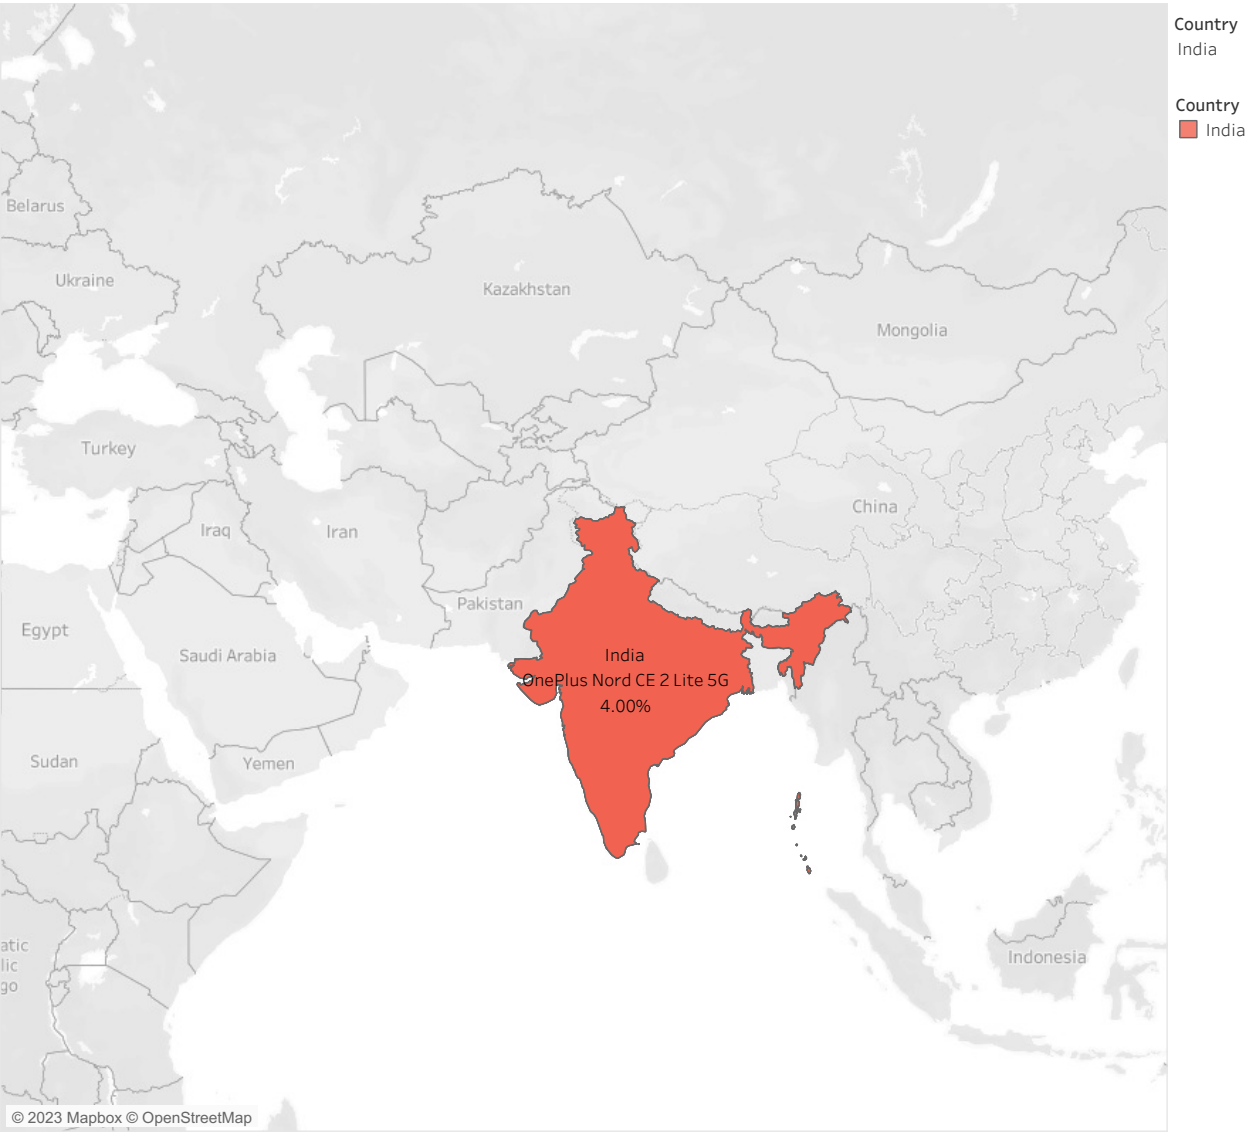 Country
India
Country
India
Belarus
Ukraine
Kazakhstan
Mongolia
Turkey
China
Iraq
Iran
Pakistan
Egypt
Saudi Arabia
India
OnePlus Nord CE 2 Lite 5G
4.00%
Sudan
Yemen
atic
lic
go
Indonesia
© 2023 Mapbox © OpenStreetMap